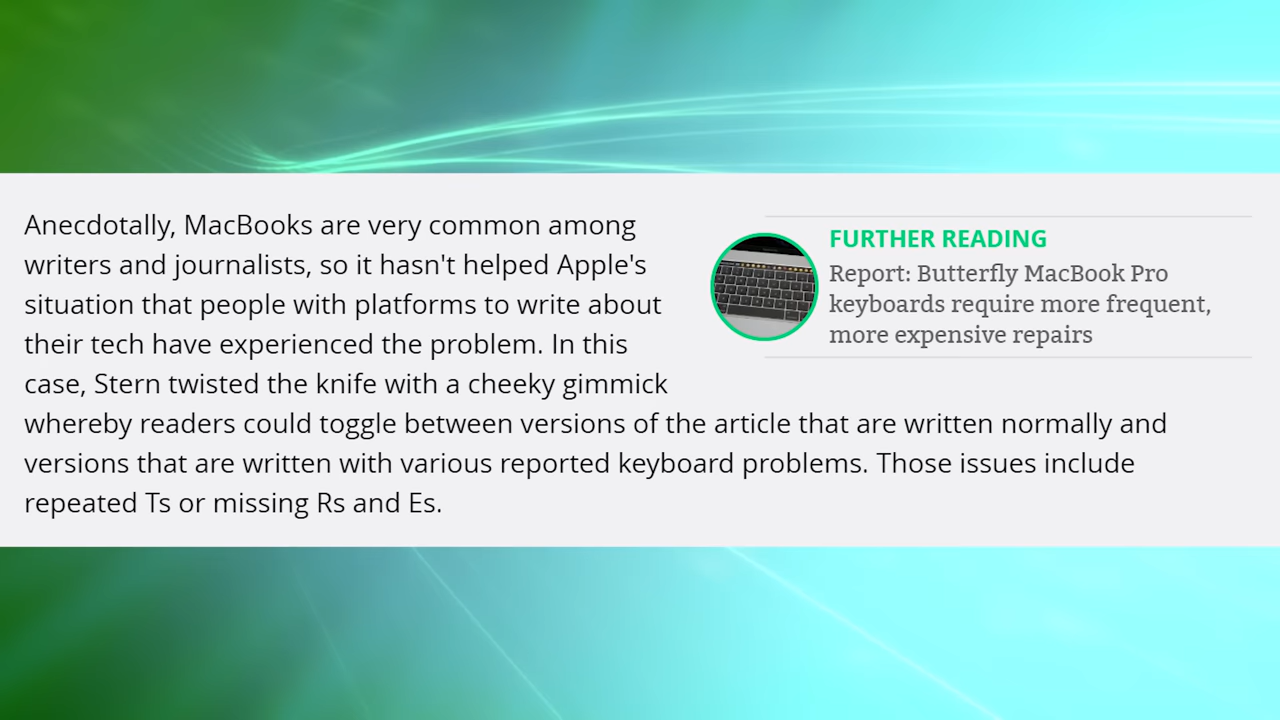 Anecdotally, MacBooks are very common among
writers and journalists, so it hasn't helped Apple's
situation that people with platforms to write about
their tech have experienced the problem. In this
case, Stern twisted the knife with a cheeky gimmick
whereby readers could toggle between versions of the article that are written normally and
versions that are written with various reported keyboard problems. Those issues include
repeated Ts or missing Rs and Es.
FURTHER READING
Report: Butterfly MacBook Pro
keyboards require more frequent,
more expensive repairs